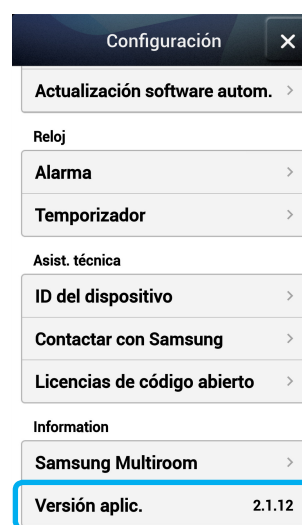 Configuración
Actualización software autom.
Reloj
Alarma
Temporizador
Asist. técnica
ID del dispositivo
Contactar con Samsung
Licencias de código abierto
Information
Samsung Multiroom
Versión aplic. 2.1.12